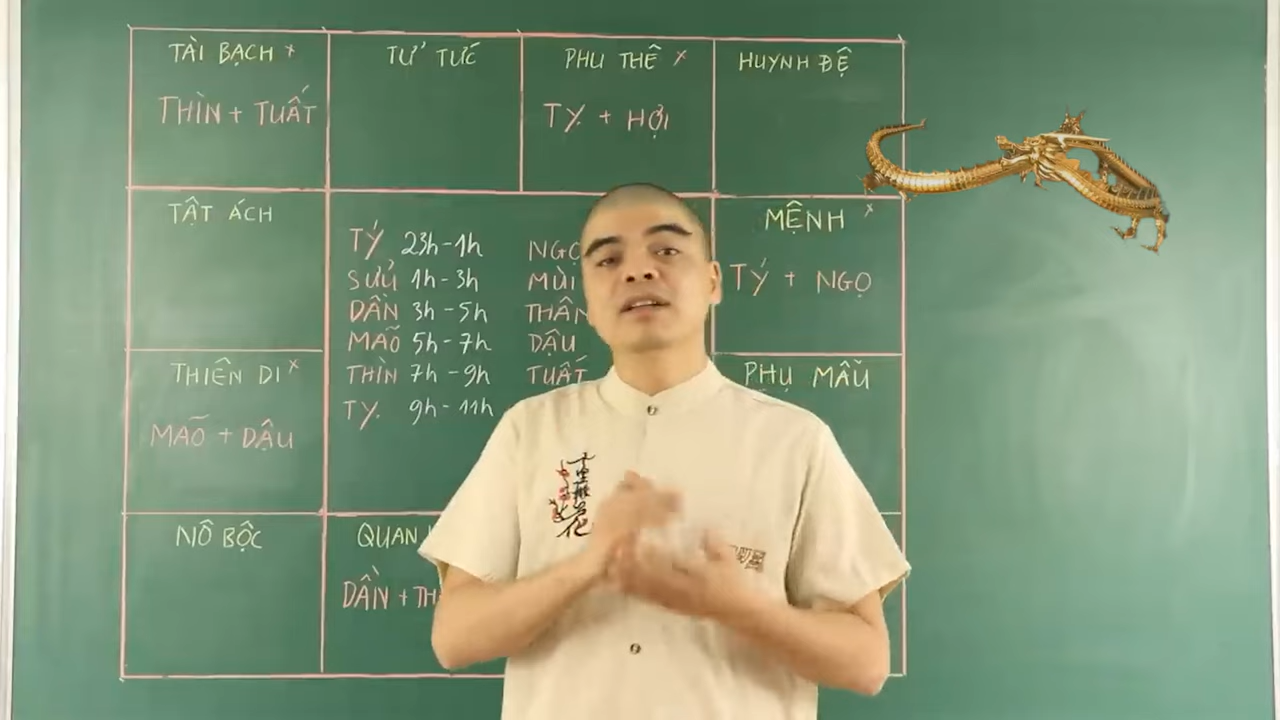 TÀI BẠCH x
THÌN + TUẤT
TỬ TỨC
PHU THÊ x
TỴ + HỢI
HUYNH ĐỆ
TẬT ÁCH
TÝ 23h-1h
SỬU 1h-3h
DẦN 3h-5h
MÃO 5h-7h
THÌN 7h-9h
TỴ 9h-11h
MÙI
THÂN
DẬU
TUẤT
MỆNH x
TÝ + NGỌ
THIÊN DI x
MÃO + DẬU
PHỤ MẪU
NÔ BỘC
QUAN
DẦN + TH